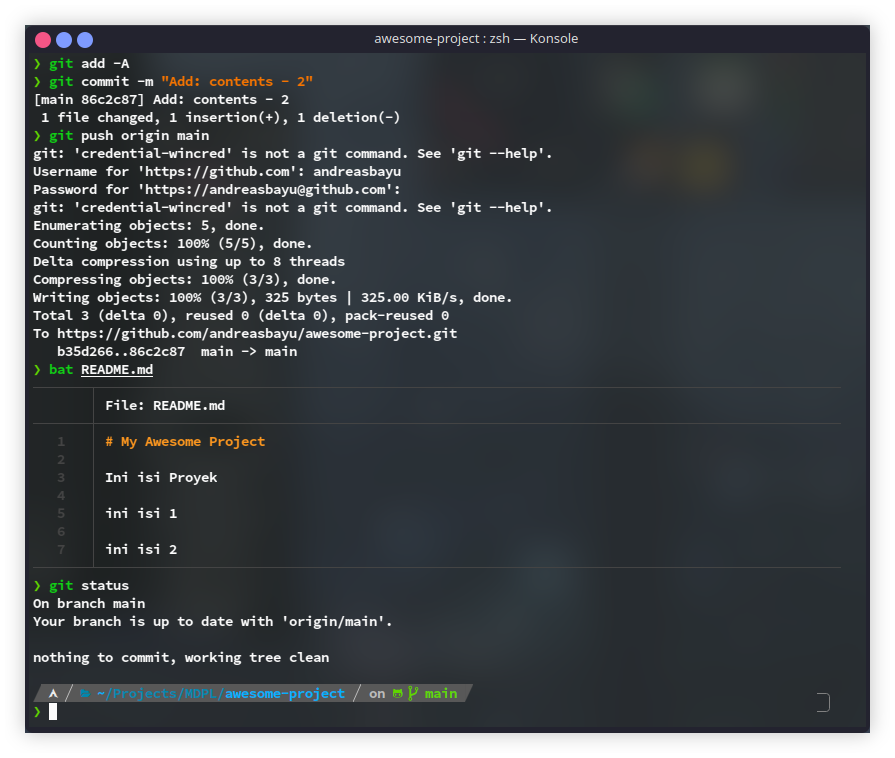 awesome-project : zsh — Konsole
❯ git add -A
❯ git commit -m "Add: contents - 2"
[main 86c2c87] Add: contents - 2
 1 file changed, 1 insertion(+), 1 deletion(-)
❯ git push origin main
git: 'credential-wincred' is not a git command. See 'git --help'.
Username for 'https://github.com': andreasbayu
Password for 'https://andreasbayu@github.com':
git: 'credential-wincred' is not a git command. See 'git --help'.
Enumerating objects: 5, done.
Counting objects: 100% (5/5), done.
Delta compression using up to 8 threads
Compressing objects: 100% (3/3), done.
Writing objects: 100% (3/3), 325 bytes | 325.00 KiB/s, done.
Total 3 (delta 0), reused 0 (delta 0), pack-reused 0
To https://github.com/andreasbayu/awesome-project.git
   b35d266..86c2c87  main -> main
❯ bat README.md
File: README.md
1 # My Awesome Project
2
3 Ini isi Proyek
4
5 ini isi 1
6
7 ini isi 2
❯ git status
On branch main
Your branch is up to date with 'origin/main'.
nothing to commit, working tree clean
~/Projects/MDPL/awesome-project on main
❯